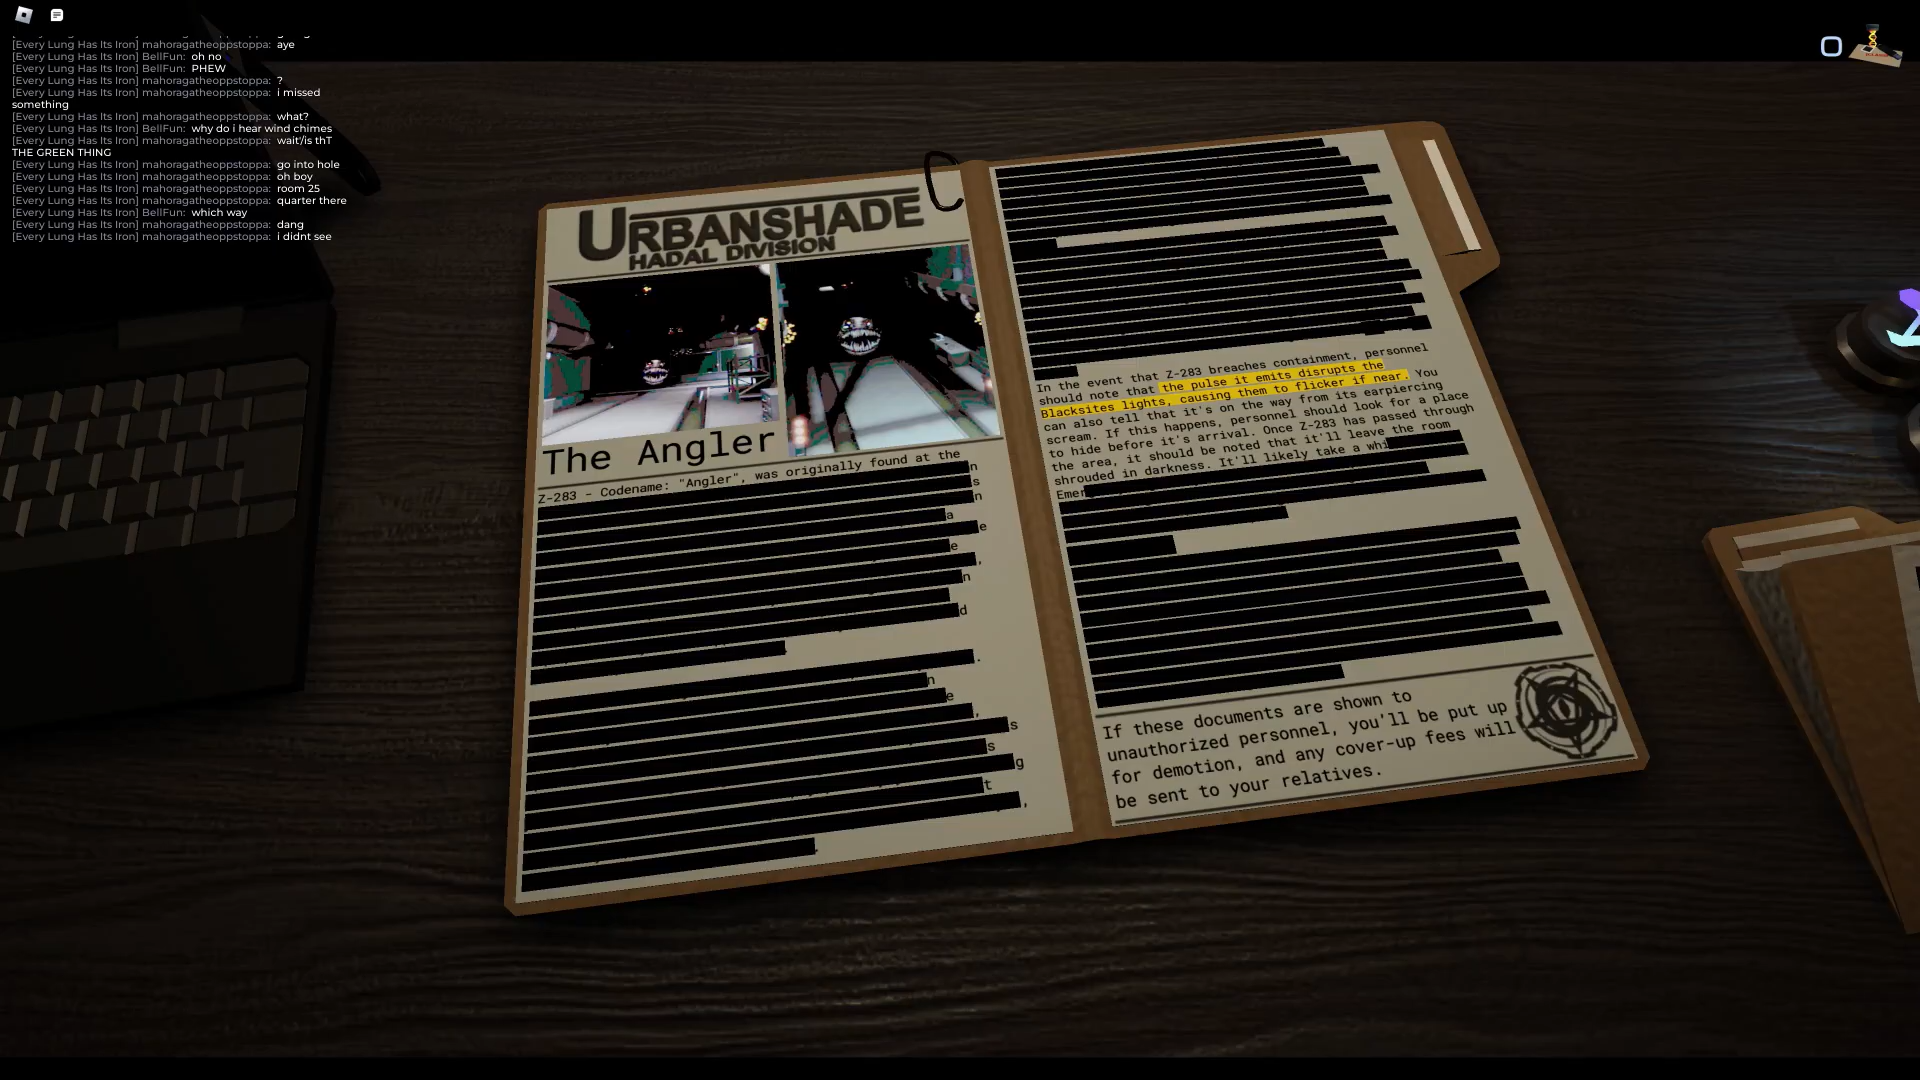 [Every Lung Has Its Iron] mahoragatheoppstoppa: aye
[Every Lung Has Its Iron] BellFun: oh no
[Every Lung Has Its Iron] BellFun: PHEW
[Every Lung Has Its Iron] mahoragatheoppstoppa: ?
[Every Lung Has Its Iron] mahoragatheoppstoppa: i missed
something
[Every Lung Has Its Iron] mahoragatheoppstoppa: what?
[Every Lung Has Its Iron] BellFun: why do i hear wind chimes
[Every Lung Has Its Iron] mahoragatheoppstoppa: wait/is thT
THE GREEN THING
[Every Lung Has Its Iron] mahoragatheoppstoppa: go into hole
[Every Lung Has Its Iron] mahoragatheoppstoppa: oh boy
[Every Lung Has Its Iron] mahoragatheoppstoppa: room 25
[Every Lung Has Its Iron] mahoragatheoppstoppa: quarter there
[Every Lung Has Its Iron] BellFun: which way
[Every Lung Has Its Iron] mahoragatheoppstoppa: dang
[Every Lung Has Its Iron] mahoragatheoppstoppa: i didnt see
URBANSHADE
HADAL DIVISION
The Angler
Z-283 - Codename: "Angler", was originally found at the
n
s
n
a
e
e
,
n
d
.
n
e
,
s
s
g
t
,
In the event that Z-283 breaches containment, personnel
should note that the pulse it emits disrupts the
Blacksites lights, causing them to flicker if near. You
can also tell that it's on the way from its earpiercing
scream. If this happens, personnel should look for a place
to hide before it's arrival. Once Z-283 has passed through
the area, it should be noted that it'll leave the room
shrouded in darkness. It'll likely take a whi
Emer
If these documents are shown to
unauthorized personnel, you'll be put up
for demotion, and any cover-up fees will
be sent to your relatives.